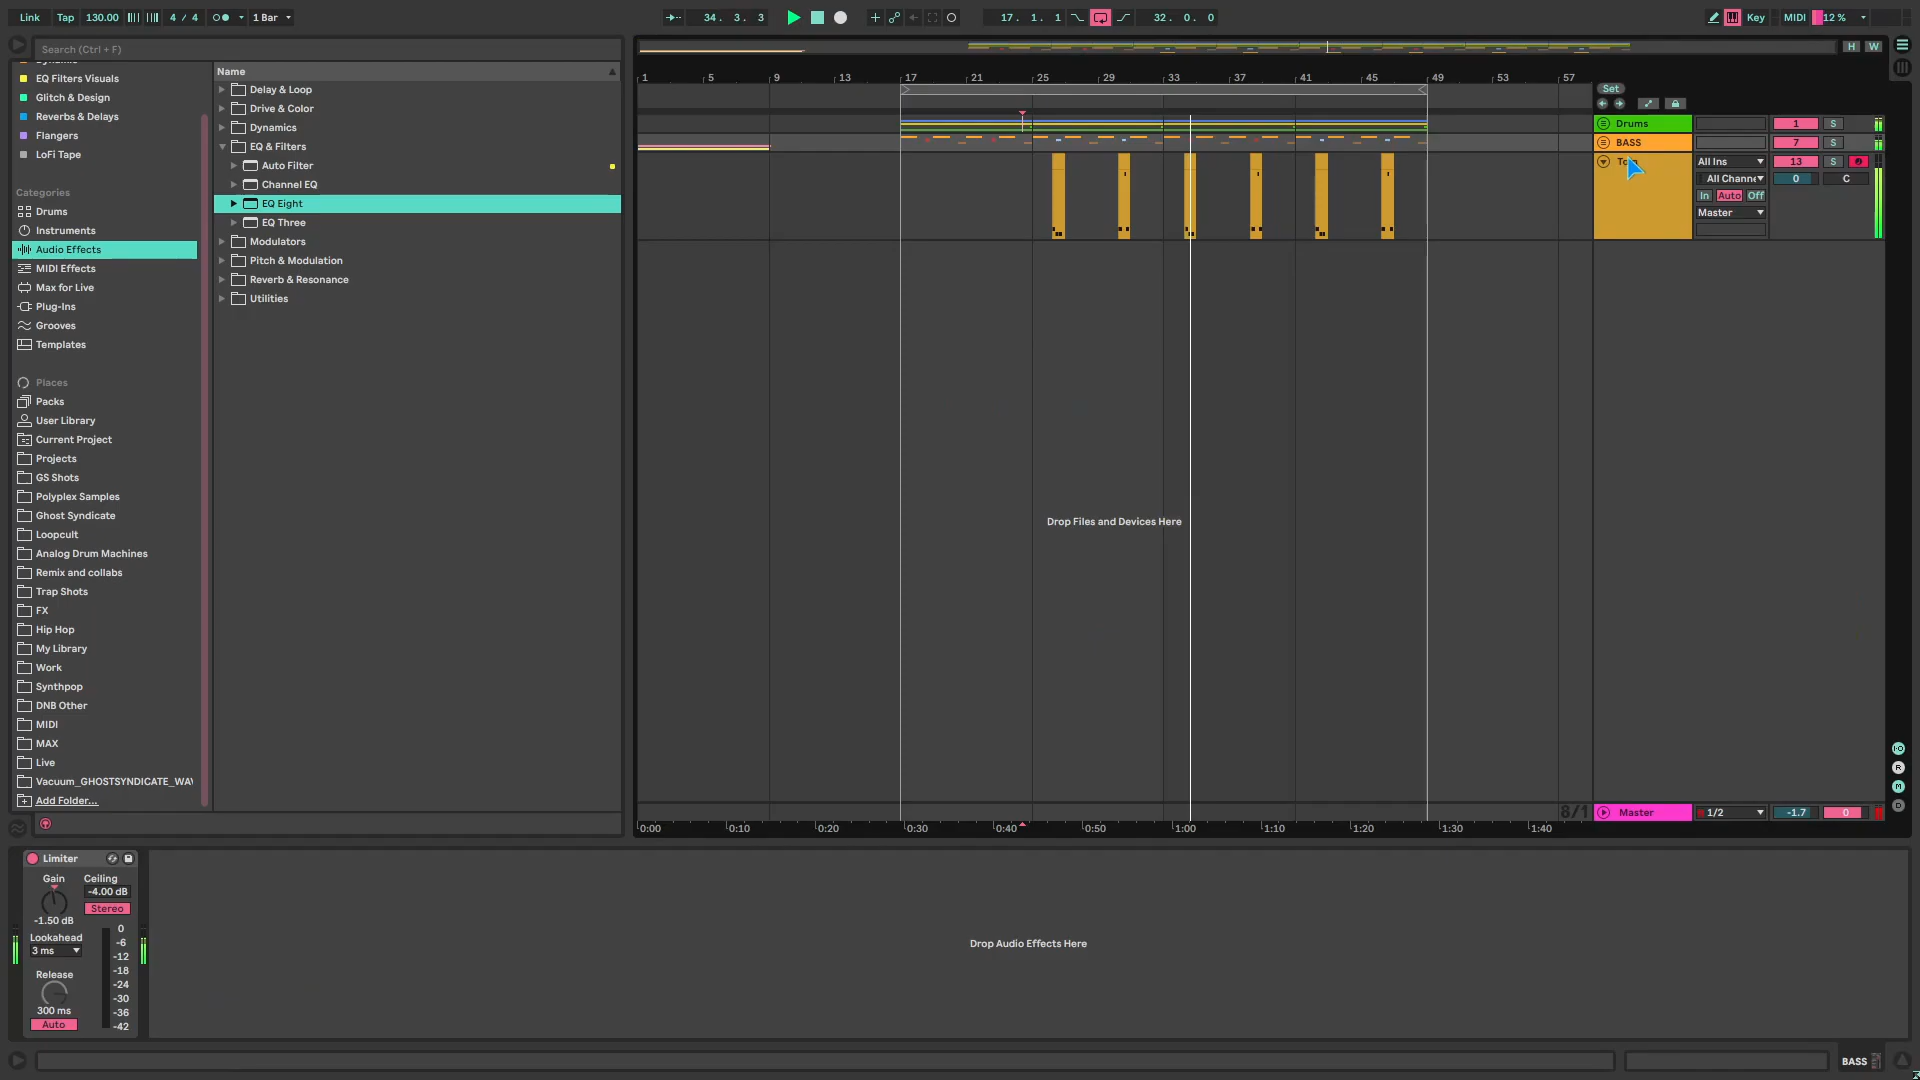 Link Tap 130.00 4 / 4 1 Bar 34. 3. 3 17. 1. 1 32. 0. 0 Key MIDI 12 %
Search (Ctrl + F)
H W
EQ Filters Visuals
Glitch & Design
Reverbs & Delays
Flangers
LoFi Tape
Categories
Drums
Instruments
Audio Effects
MIDI Effects
Max for Live
Plug-Ins
Grooves
Templates
Places
Packs
User Library
Current Project
Projects
GS Shots
Polyplex Samples
Ghost Syndicate
Loopcult
Analog Drum Machines
Remix and collabs
Trap Shots
FX
Hip Hop
My Library
Work
Synthpop
DNB Other
MIDI
MAX
Live
Vacuum_GHOSTSYNDICATE_WA
Add Folder...
Name
Delay & Loop
Drive & Color
Dynamics
EQ & Filters
Auto Filter
Channel EQ
EQ Eight
EQ Three
Modulators
Pitch & Modulation
Reverb & Resonance
Utilities
1 5 9 13 17 21 25 29 33 37 41 45 49 53 57
Set
Drums 1 S
BASS 7 S
All Ins 13 S
All Channe 0 C
In Auto Off
Master
Drop Files and Devices Here
8/1
Master 1/2 -1.7 0
0:00 0:10 0:20 0:30 0:40 0:50 1:00 1:10 1:20 1:30 1:40
R
M
D
Limiter
Gain
-1.50 dB
Ceiling
-4.00 dB
Stereo
Lookahead
3 ms
Release
300 ms
Auto
0
-6
-12
-18
-24
-30
-36
-42
Drop Audio Effects Here
BASS